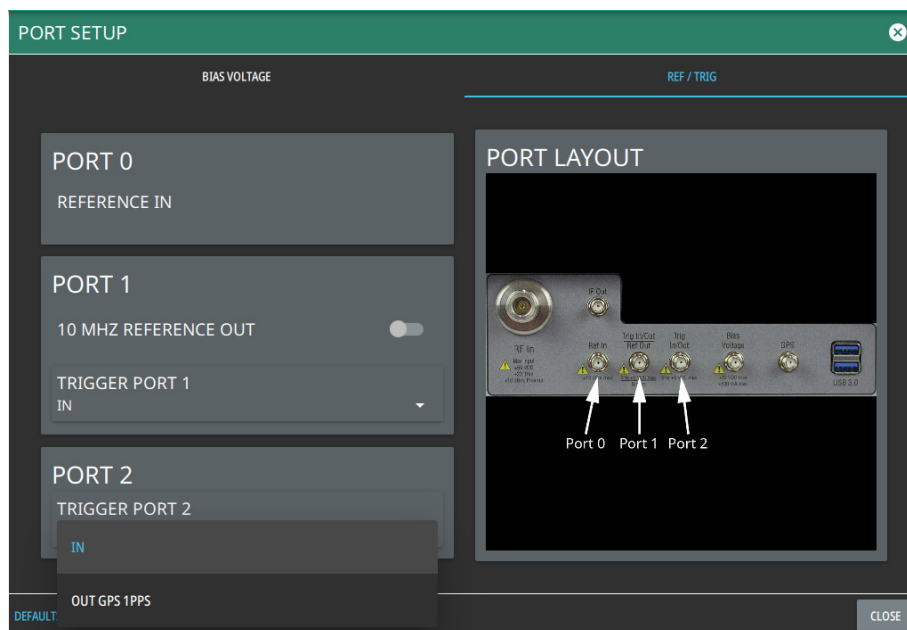 PORT SETUP
BIAS VOLTAGE
REF / TRIG
PORT 0
REFERENCE IN
PORT 1
10 MHZ REFERENCE OUT
TRIGGER PORT 1
IN
PORT 2
TRIGGER PORT 2
IN
OUT GPS 1PPS
PORT LAYOUT
IF Out
RF In
Ref In
Trig In/Out
Ref Out
Trig
In/Out
Bias
Voltage
GPS
USB 3.0
Port 0
Port 1
Port 2
CLOSE